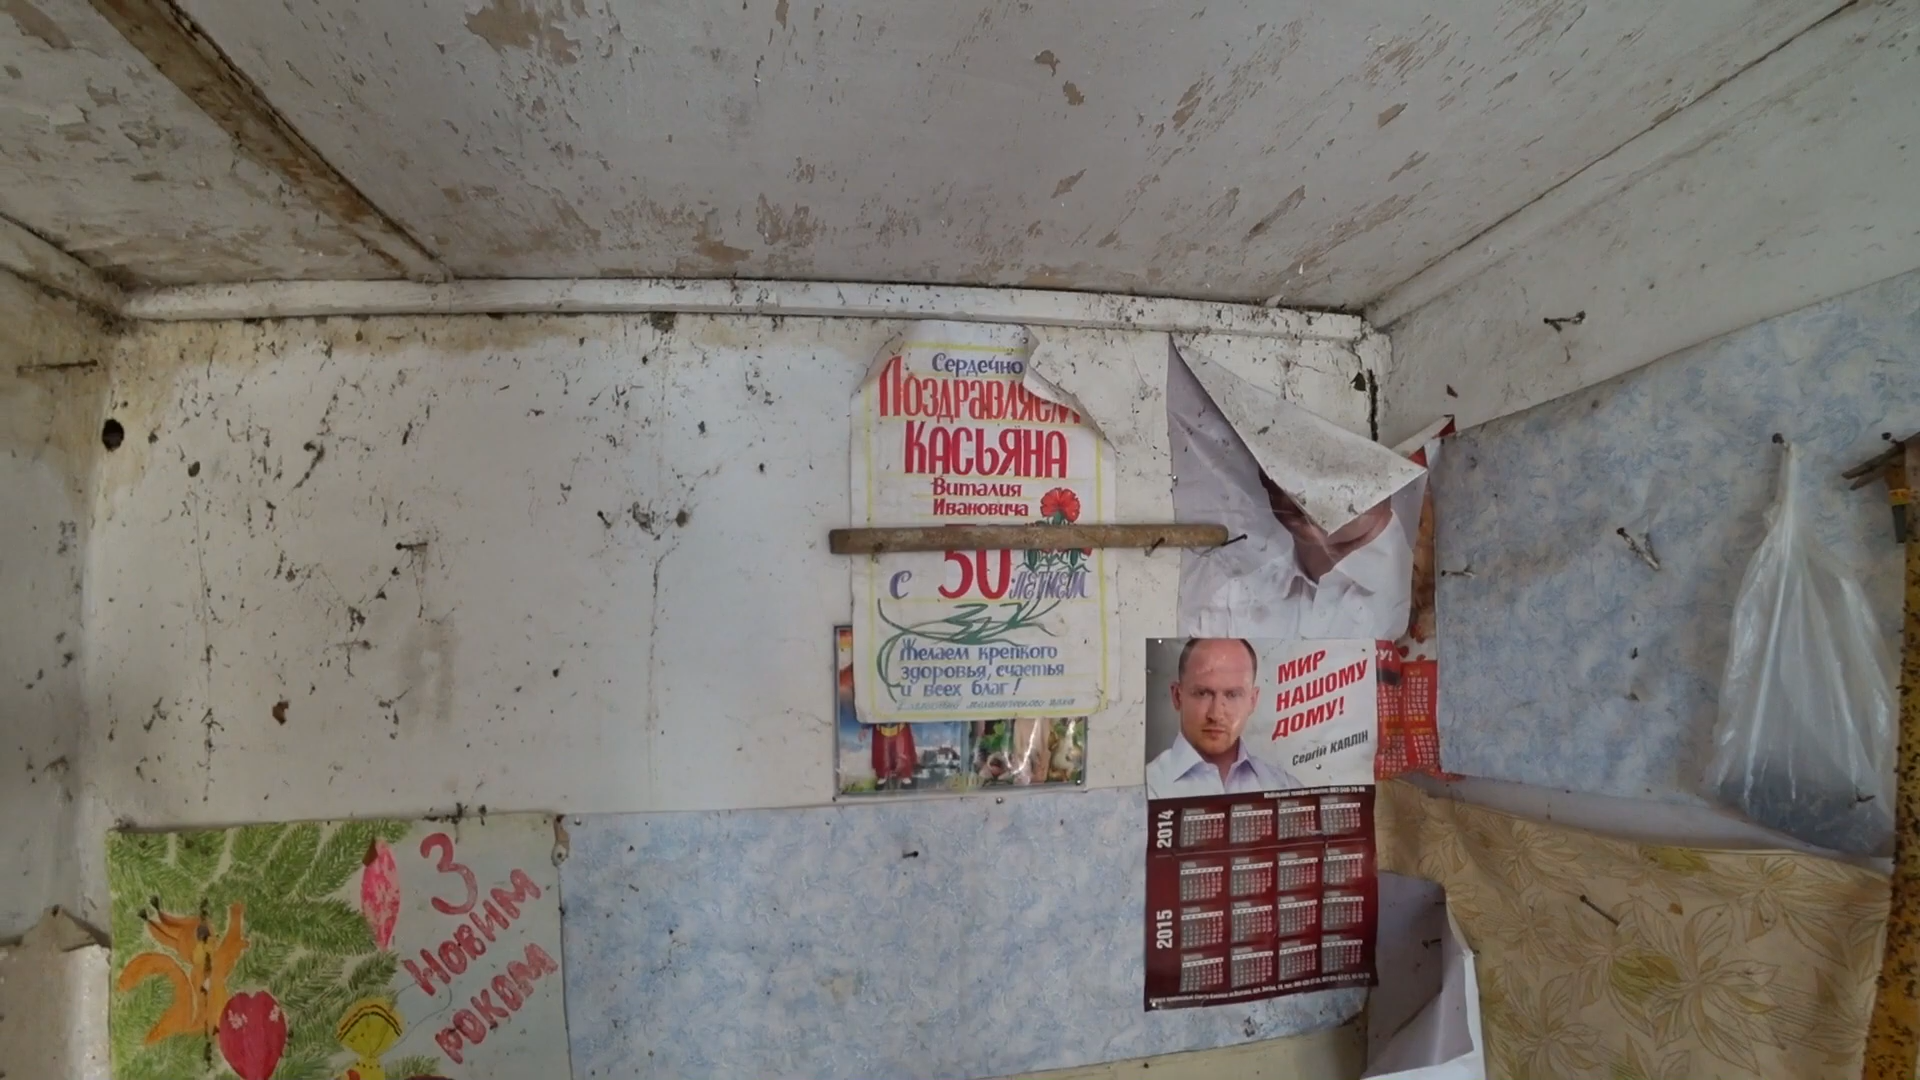 Сердечно
Поздравляем
КАСЬЯНА
Виталия
Ивановича
с 50-летием
Желаем крепкого
здоровья, счастья
и всех благ!
МИР
НАШОМУ
ДОМУ!
Сергій КАПЛІН
2014
2015
З
Новим
роком